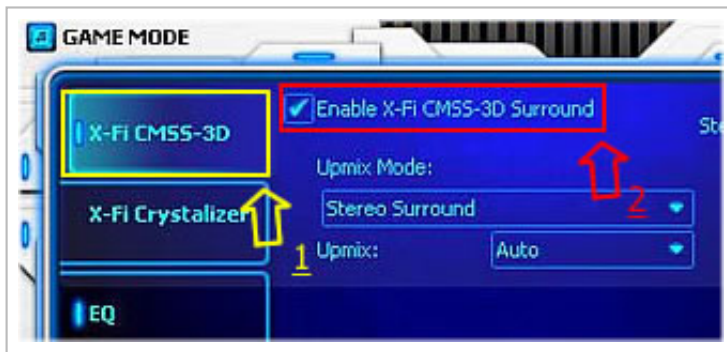 GAME MODE
X-Fi CMSS-3D
Enable X-Fi CMSS-3D Surround
Ste
Upmix Mode:
X-Fi Crystalizer
Stereo Surround
2
1
Upmix:
Auto
EQ